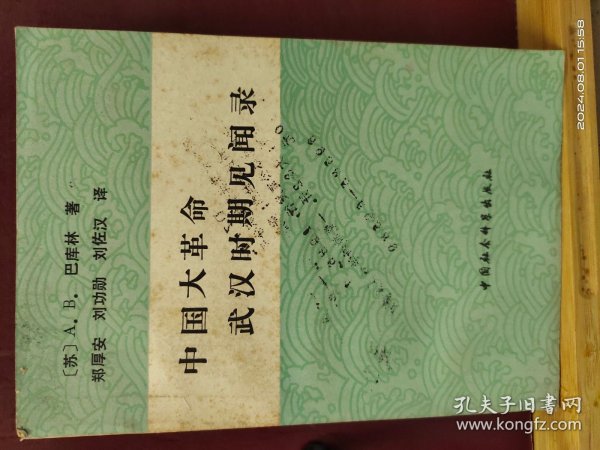 〔苏〕A.B.巴库林 著
郑厚安 刘功勋 刘佐汉 译
中国大革命
武汉时期见闻录
中国社会科学出版社
2024.08.01 15:58
孔夫子旧书网
www.kongfz.com